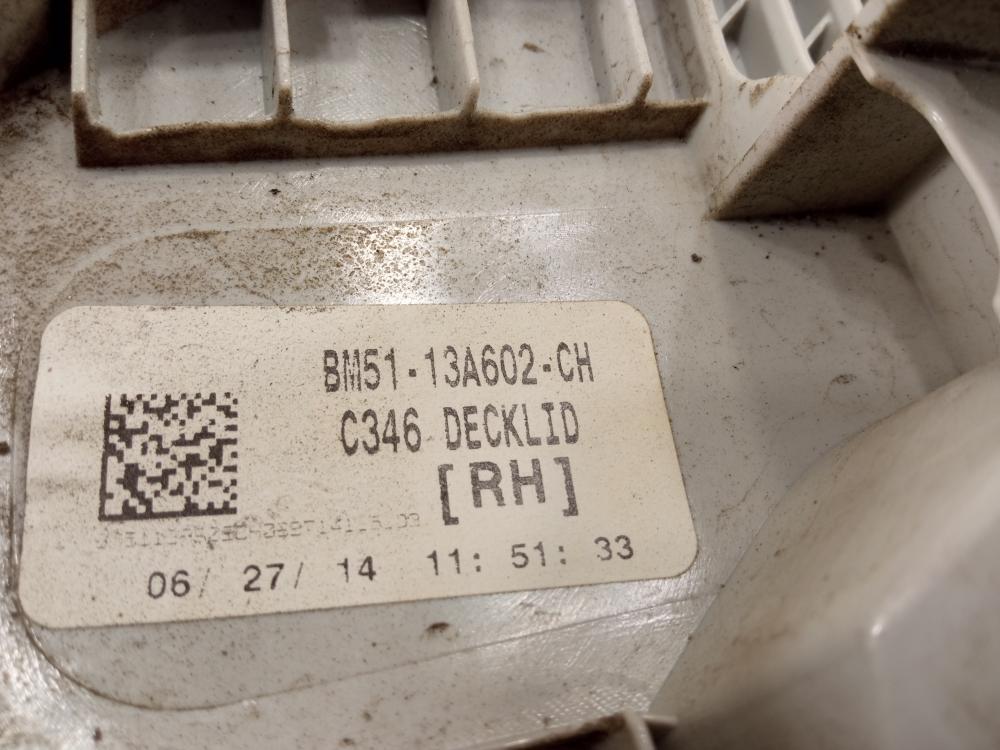 BM51-13A602-CH
C346 DECKLID
[RH]
06/ 27/ 14 11: 51: 33